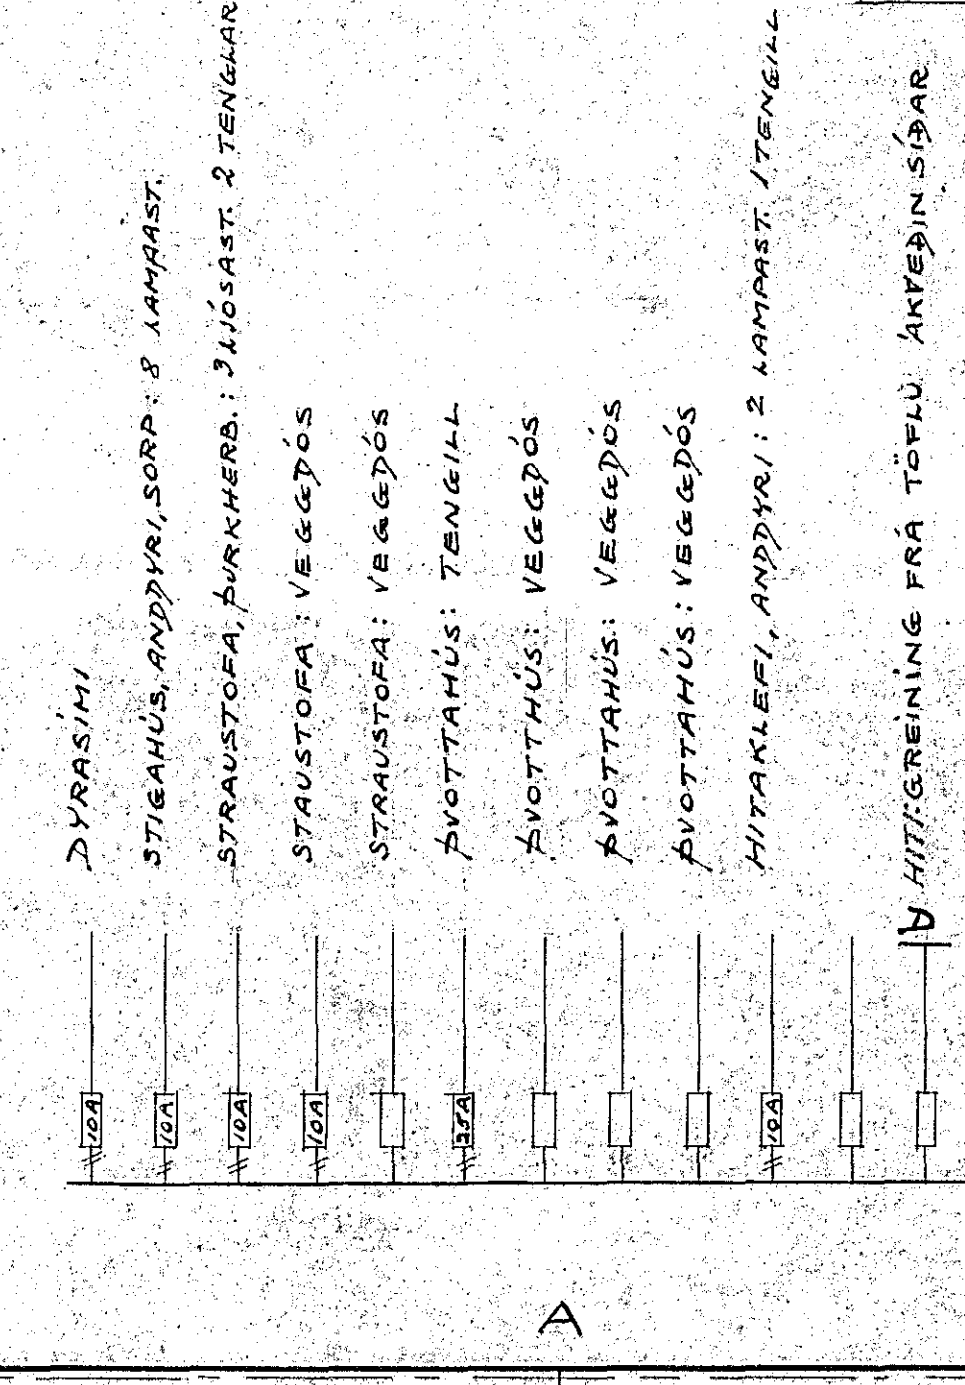 10A DYRASÍMI
10A STIGAHÚS, ANDDYRI, SORP: 8 LAMPAST.
10A STRAUSTOFA, ÞURKHERB.: 3 LJÓSAST. 2 TENGLAR
10A STAUSTOFA: VEGGDÓS
STRAUSTOFA: VEGGDÓS
25A ÞVOTTAHÚS: TENGILL
ÞVOTTHÚS: VEGGDÓS
ÞVOTTAHÚS: VEGGDÓS
ÞVOTTAHÚS: VEGGDÓS
10A HITAKLEFI, ANDDYRI: 2 LAMPAST. 1 TENGILL
HITI: GREINING FRÁ TÖFLU ÁKVEÐIN SÍÐAR
A